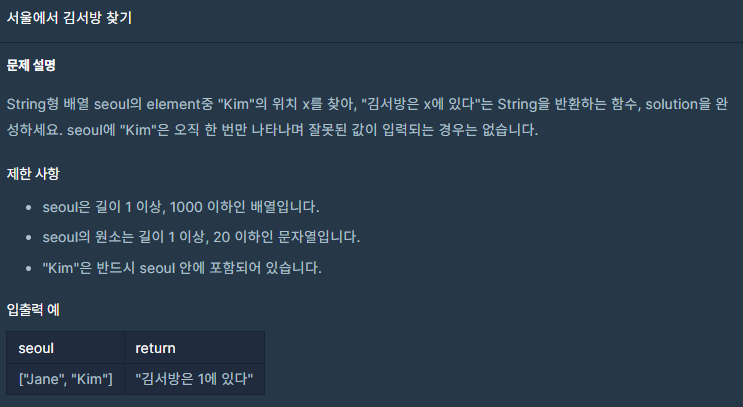 서울에서 김서방 찾기
문제 설명
String형 배열 seoul의 element중 "Kim"의 위치 x를 찾아, "김서방은 x에 있다"는 String을 반환하는 함수, solution을 완
성하세요. seoul에 "Kim"은 오직 한 번만 나타나며 잘못된 값이 입력되는 경우는 없습니다.
제한 사항
• seoul은 길이 1 이상, 1000 이하인 배열입니다.
• seoul의 원소는 길이 1 이상, 20 이하인 문자열입니다.
• "Kim"은 반드시 seoul 안에 포함되어 있습니다.
입출력 예
seoul return
["Jane", "Kim"] "김서방은 1에 있다"